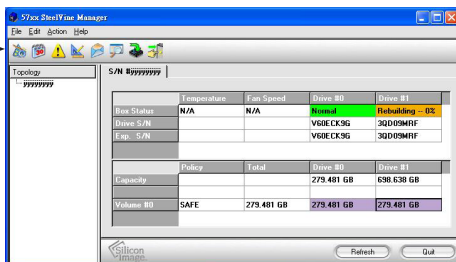 57xx SteelVine Manager
File Edit Action Help
Topology
ÿÿÿÿÿÿÿÿ
S/N #ÿÿÿÿÿÿÿÿ
Temperature Fan Speed Drive #0 Drive #1
Box Status N/A N/A Normal Rebuilding -- 0%
Drive S/N V60ECK9G 3QD09MRF
Exp. S/N V60ECK9G 3QD09MRF
Policy Total Drive #0 Drive #1
Capacity 279.481 GB 698.638 GB
Volume #0 SAFE 279.481 GB 279.481 GB 279.481 GB
Silicon Image
Refresh Quit